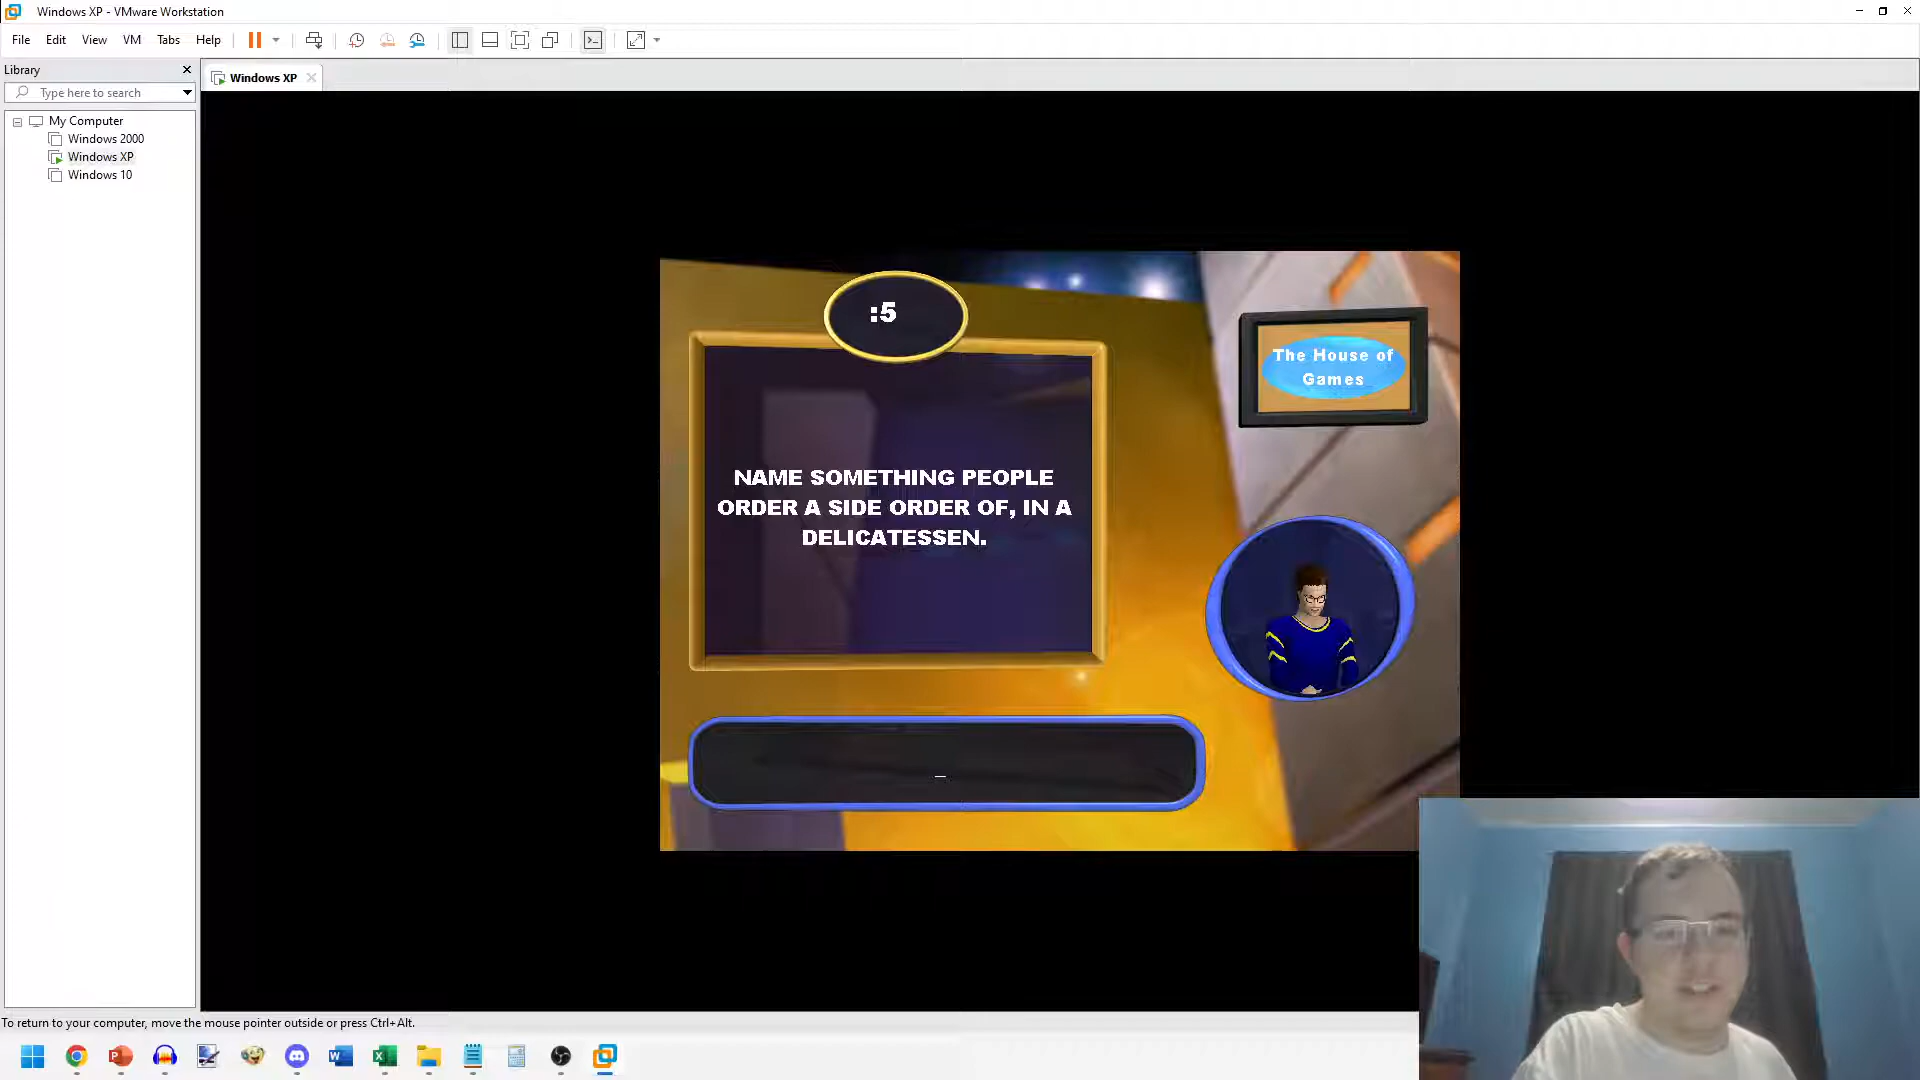 Windows XP - VMware Workstation
File Edit View VM Tabs Help
Library
Windows XP
Type here to search
My Computer
Windows 2000
Windows XP
Windows 10
:5
The House of
Games
NAME SOMETHING PEOPLE
ORDER A SIDE ORDER OF, IN A
DELICATESSEN.
_
To return to your computer, move the mouse pointer outside or press Ctrl+Alt.